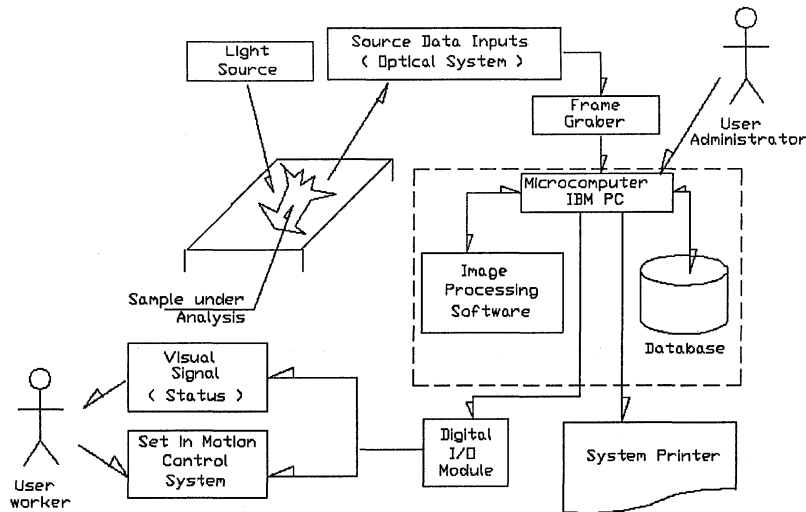 Light
Source
Source Data Inputs
( Optical System )
Frame
Graber
User
Administrator
Microcomputer
IBM PC
Image
Processing
Software
Database
Sample under
Analysis
Visual
Signal
( Status )
Set In Motion
Control
System
User
worker
Digital
I/O
Module
System Printer